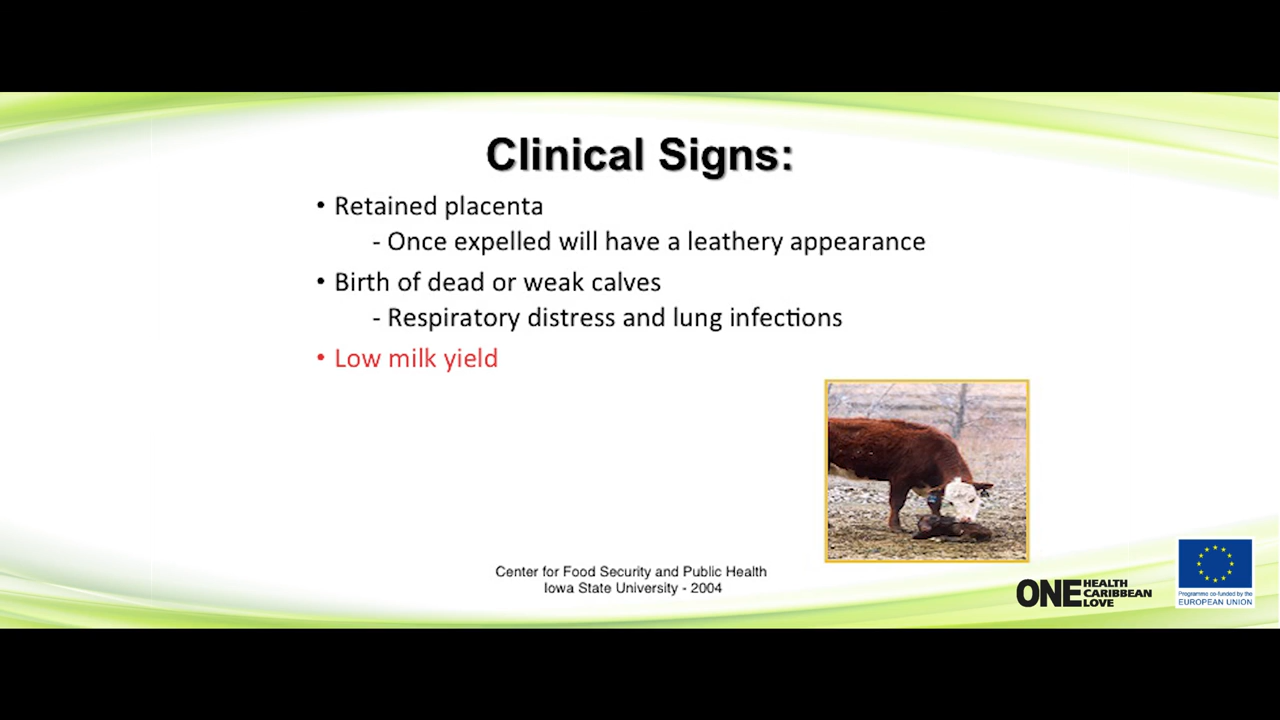 Clinical Signs:
• Retained placenta
- Once expelled will have a leathery appearance
• Birth of dead or weak calves
- Respiratory distress and lung infections
• Low milk yield
Center for Food Security and Public Health
Iowa State University - 2004
ONE HEALTH CARIBBEAN LOVE
Programme co-funded by the
EUROPEAN UNION